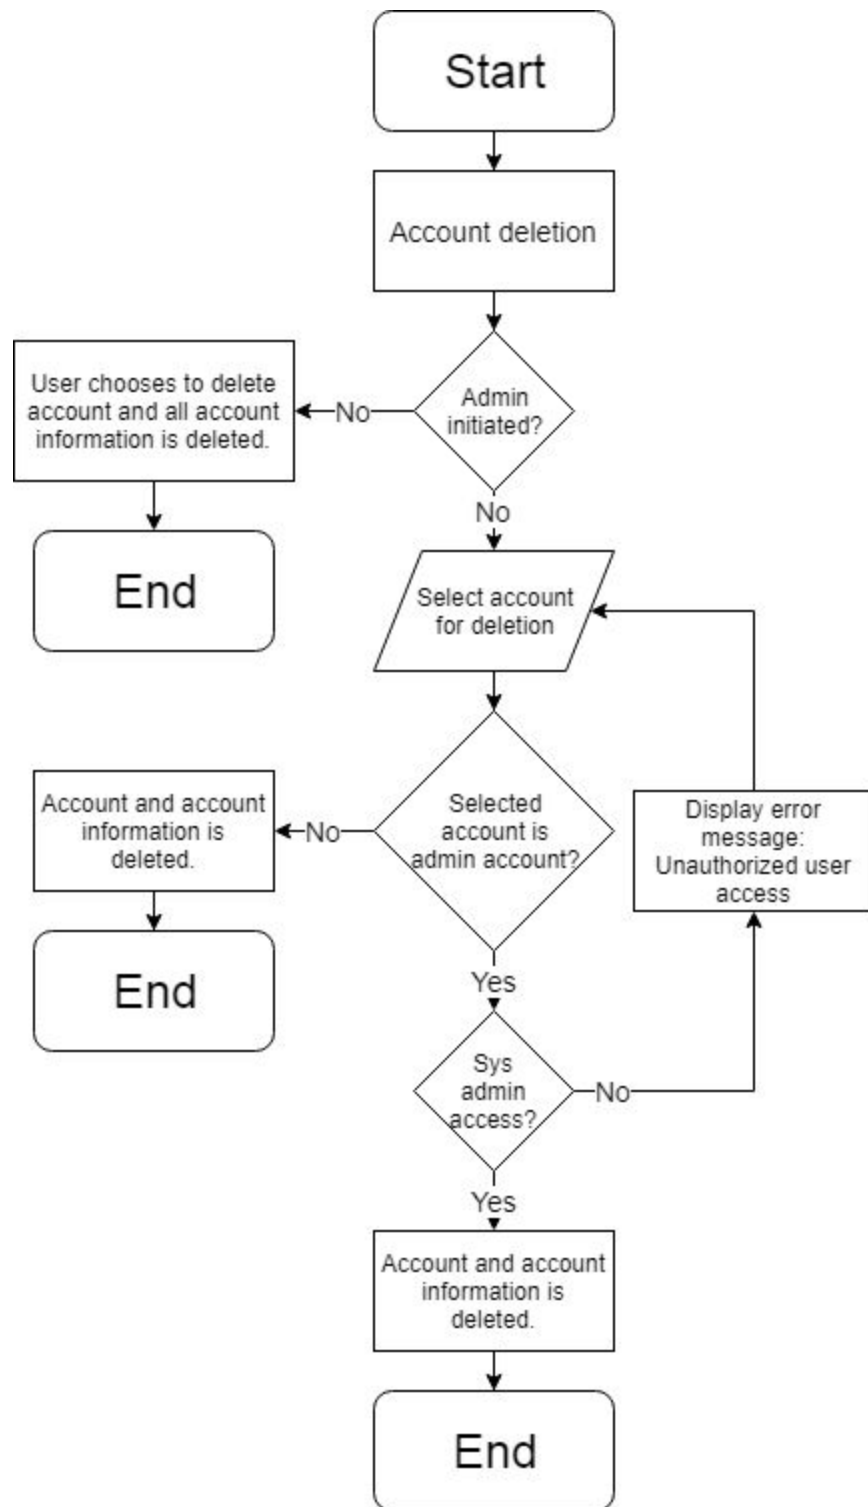 Start
Account deletion
Admin
initiated?
No
User chooses to delete
account and all account
information is deleted.
End
No
Select account
for deletion
Selected
account is
admin account?
No
Account and account
information is
deleted.
End
Display error
message:
Unauthorized user
access
Yes
Sys
admin
access?
No
Yes
Account and account
information is
deleted.
End